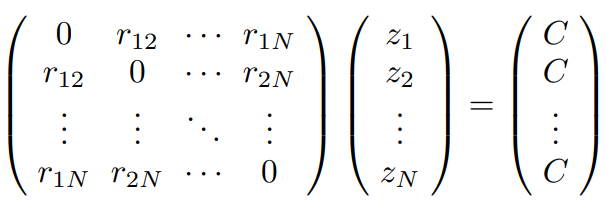 0 r₁₂ ⋯ r₁N z₁ C
r₁₂ 0 ⋯ r₂N z₂ C
⋮ ⋮ ⋱ ⋮ ⋮ = ⋮
r₁N r₂N ⋯ 0 zN C